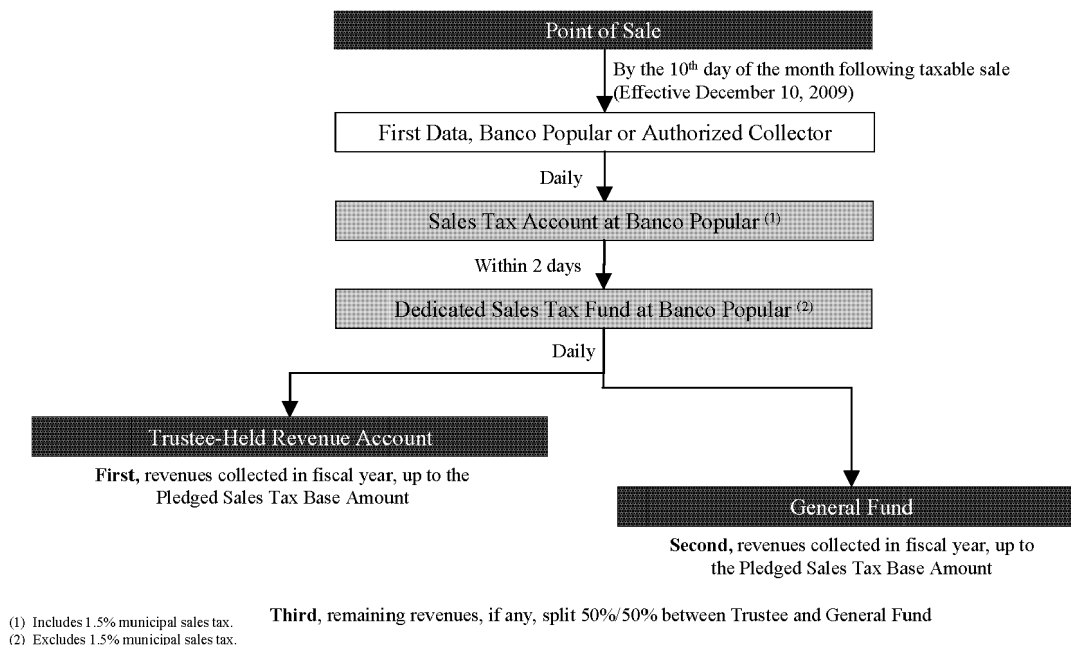 Point of Sale
By the 10th day of the month following taxable sale
(Effective December 10, 2009)
First Data, Banco Popular or Authorized Collector
Daily
Sales Tax Account at Banco Popular (1)
Within 2 days
Dedicated Sales Tax Fund at Banco Popular (2)
Daily
Trustee-Held Revenue Account
First, revenues collected in fiscal year, up to the
Pledged Sales Tax Base Amount
General Fund
Second, revenues collected in fiscal year, up to
the Pledged Sales Tax Base Amount
Third, remaining revenues, if any, split 50%/50% between Trustee and General Fund
(1) Includes 1.5% municipal sales tax.
(2) Excludes 1.5% municipal sales tax.